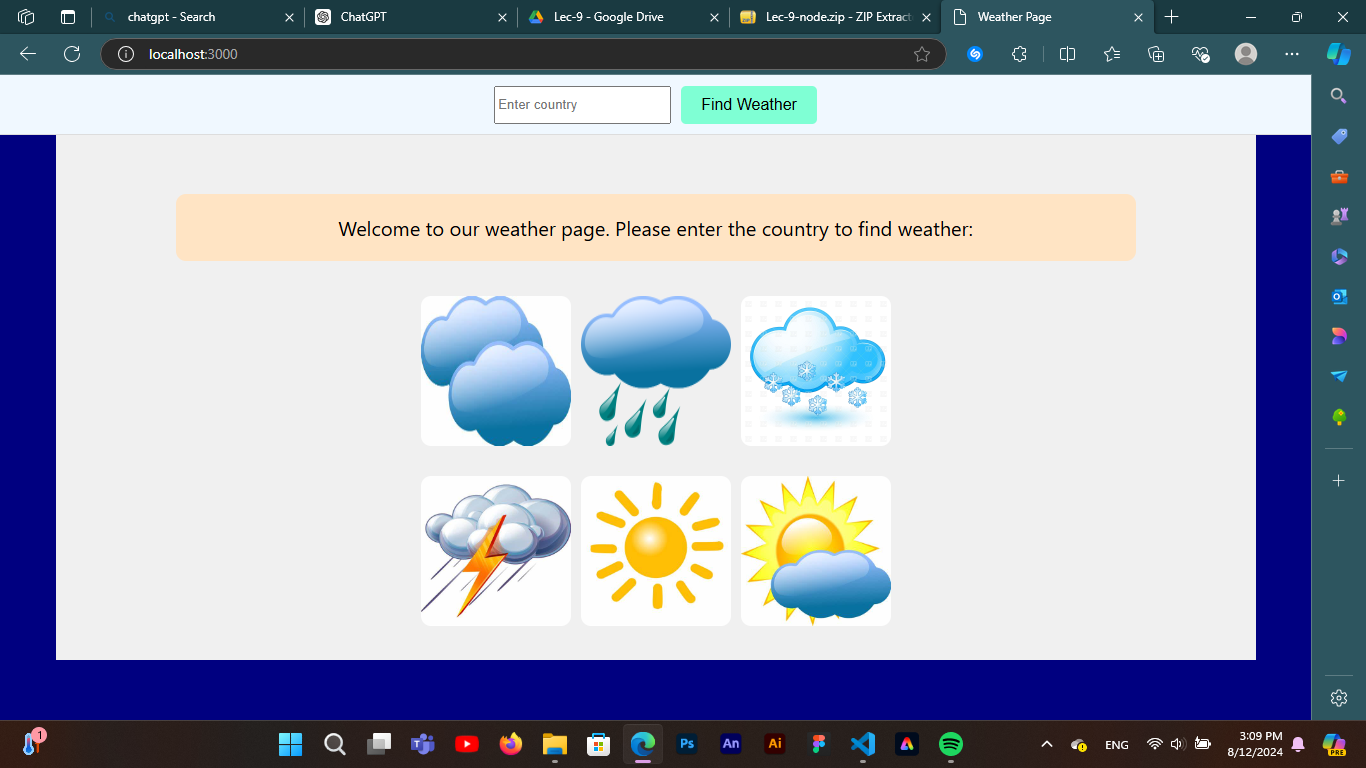 chatgpt - Search
ChatGPT
Lec-9 - Google Drive
Lec-9-node.zip - ZIP Extract
Weather Page
localhost:3000
Enter country
Find Weather
Welcome to our weather page. Please enter the country to find weather:
1
Ps
An
Ai
ENG
3:09 PM
8/12/2024
PRE